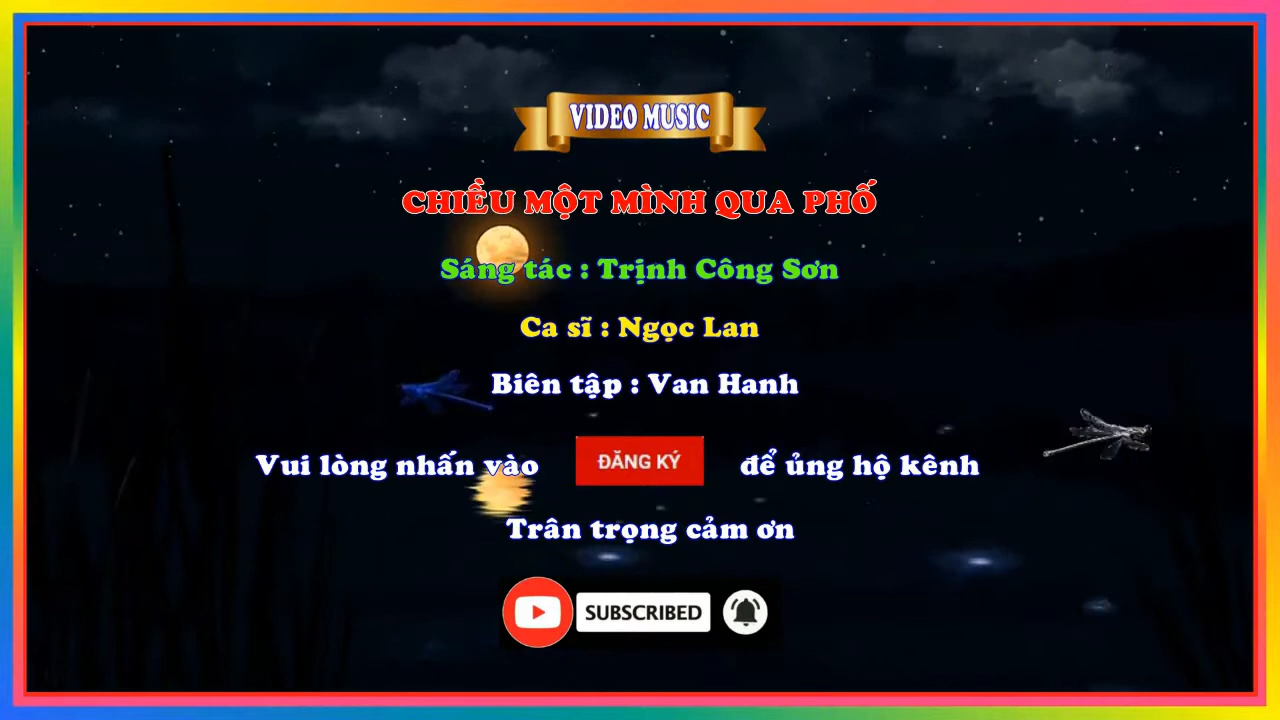 VIDEO MUSIC
CHIỀU MỘT MÌNH QUA PHỐ
Sáng tác : Trịnh Công Sơn
Ca sĩ : Ngọc Lan
Biên tập : Van Hanh
Vui lòng nhấn vào ĐĂNG KÝ để ủng hộ kênh
Trân trọng cảm ơn
SUBSCRIBED